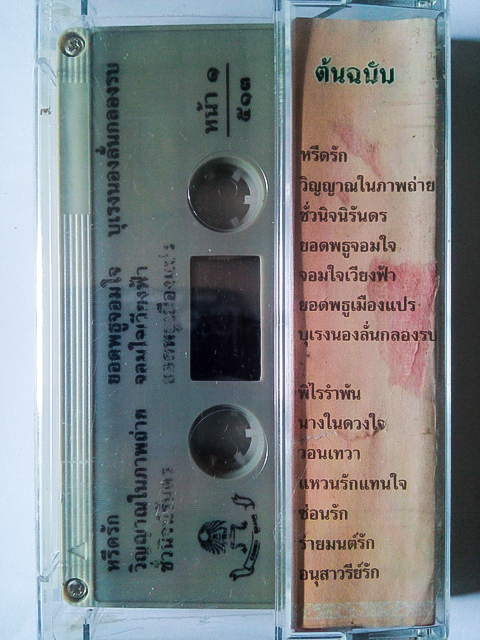 ต้นฉบับ
หรีดรัก
วิญญาณในภาพถ่าย
ชั่วนิจนิรันดร
ยอดพธูจอมใจ
จอมใจเวียงฟ้า
ยอดพธูเมืองแปร
บุเรงนองลั่นกลองรบ
พิไรรำพัน
นางในดวงใจ
วอนเทวา
แหวนรักแทนใจ
ซ่อนรัก
ร่ายมนต์รัก
อนุสาวรีย์รัก
หน้า ๑
๕๑๓
หรีดรัก ยอดพธูจอมใจ บุเรงนองลั่นกลองรบ
วิญญาณในภาพถ่าย จอมใจเวียงฟ้า
ชั่วนิจนิรันดร ยอดพธูเมืองแปร